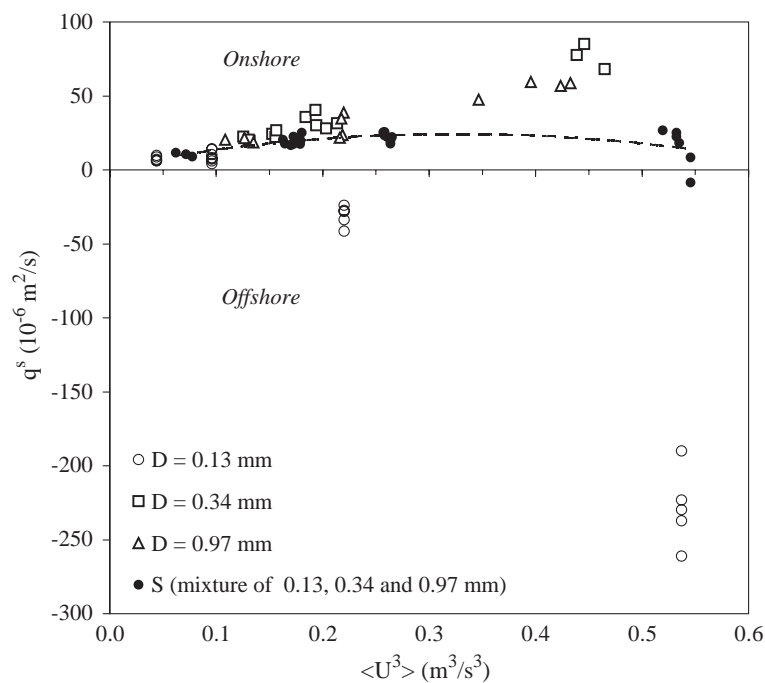 100
50
0
-50
-100
-150
-200
-250
-300
q^s (10^-6 m^2/s)
Onshore
Offshore
D = 0.13 mm
D = 0.34 mm
D = 0.97 mm
S (mixture of 0.13, 0.34 and 0.97 mm)
0.0 0.1 0.2 0.3 0.4 0.5 0.6
<U^3> (m^3/s^3)